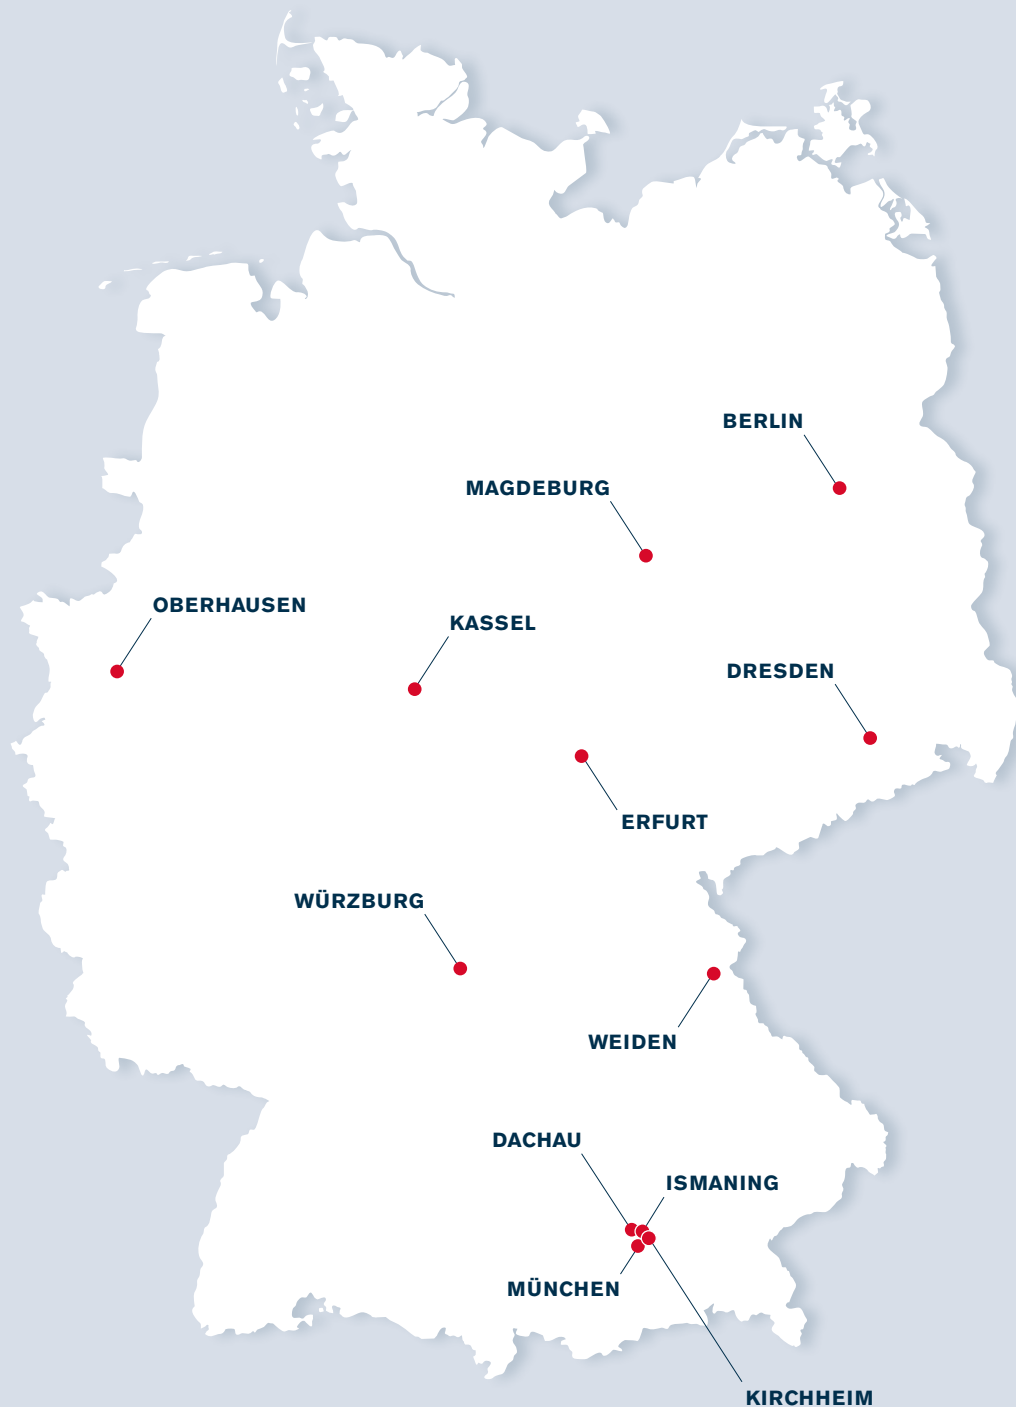 BERLIN
MAGDEBURG
OBERHAUSEN
KASSEL
DRESDEN
ERFURT
WÜRZBURG
WEIDEN
DACHAU
ISMANING
MÜNCHEN
KIRCHHEIM